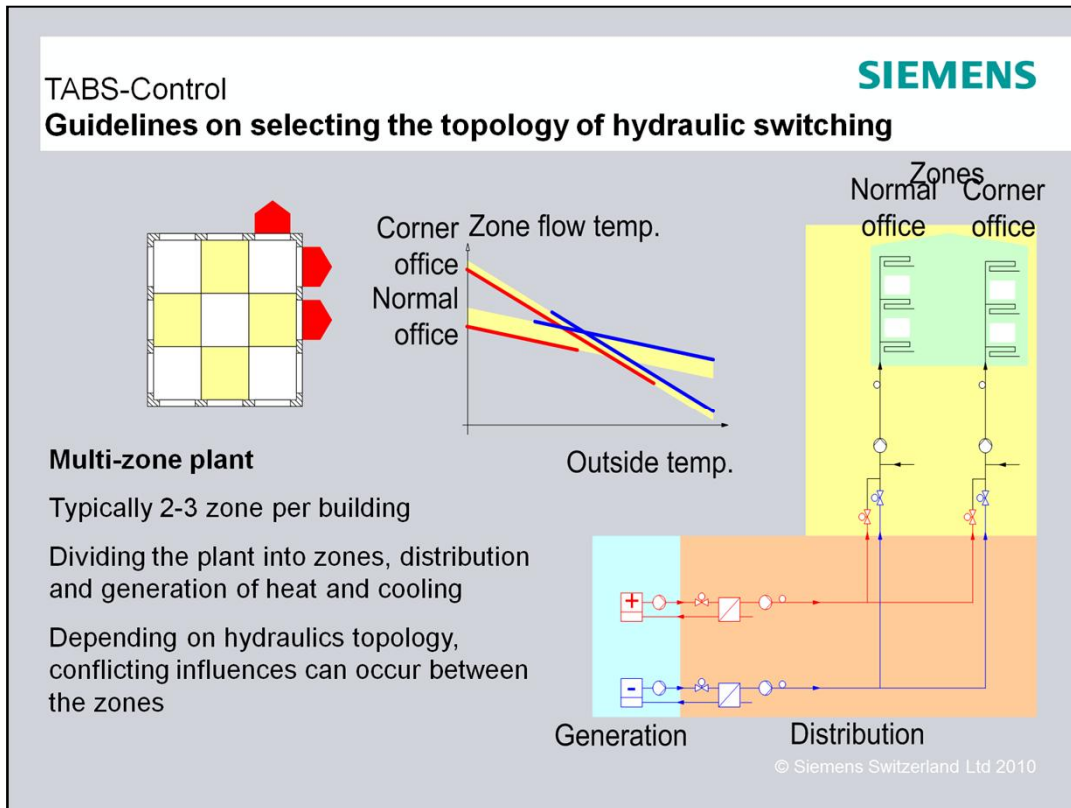 SIEMENS
TABS-Control
Guidelines on selecting the topology of hydraulic switching
Corner
office
Normal
office
Zone flow temp.
Outside temp.
Zones
Normal
office
Corner
office
Multi-zone plant
Typically 2-3 zone per building
Dividing the plant into zones, distribution
and generation of heat and cooling
Depending on hydraulics topology,
conflicting influences can occur between
the zones
+
-
Generation
Distribution
© Siemens Switzerland Ltd 2010